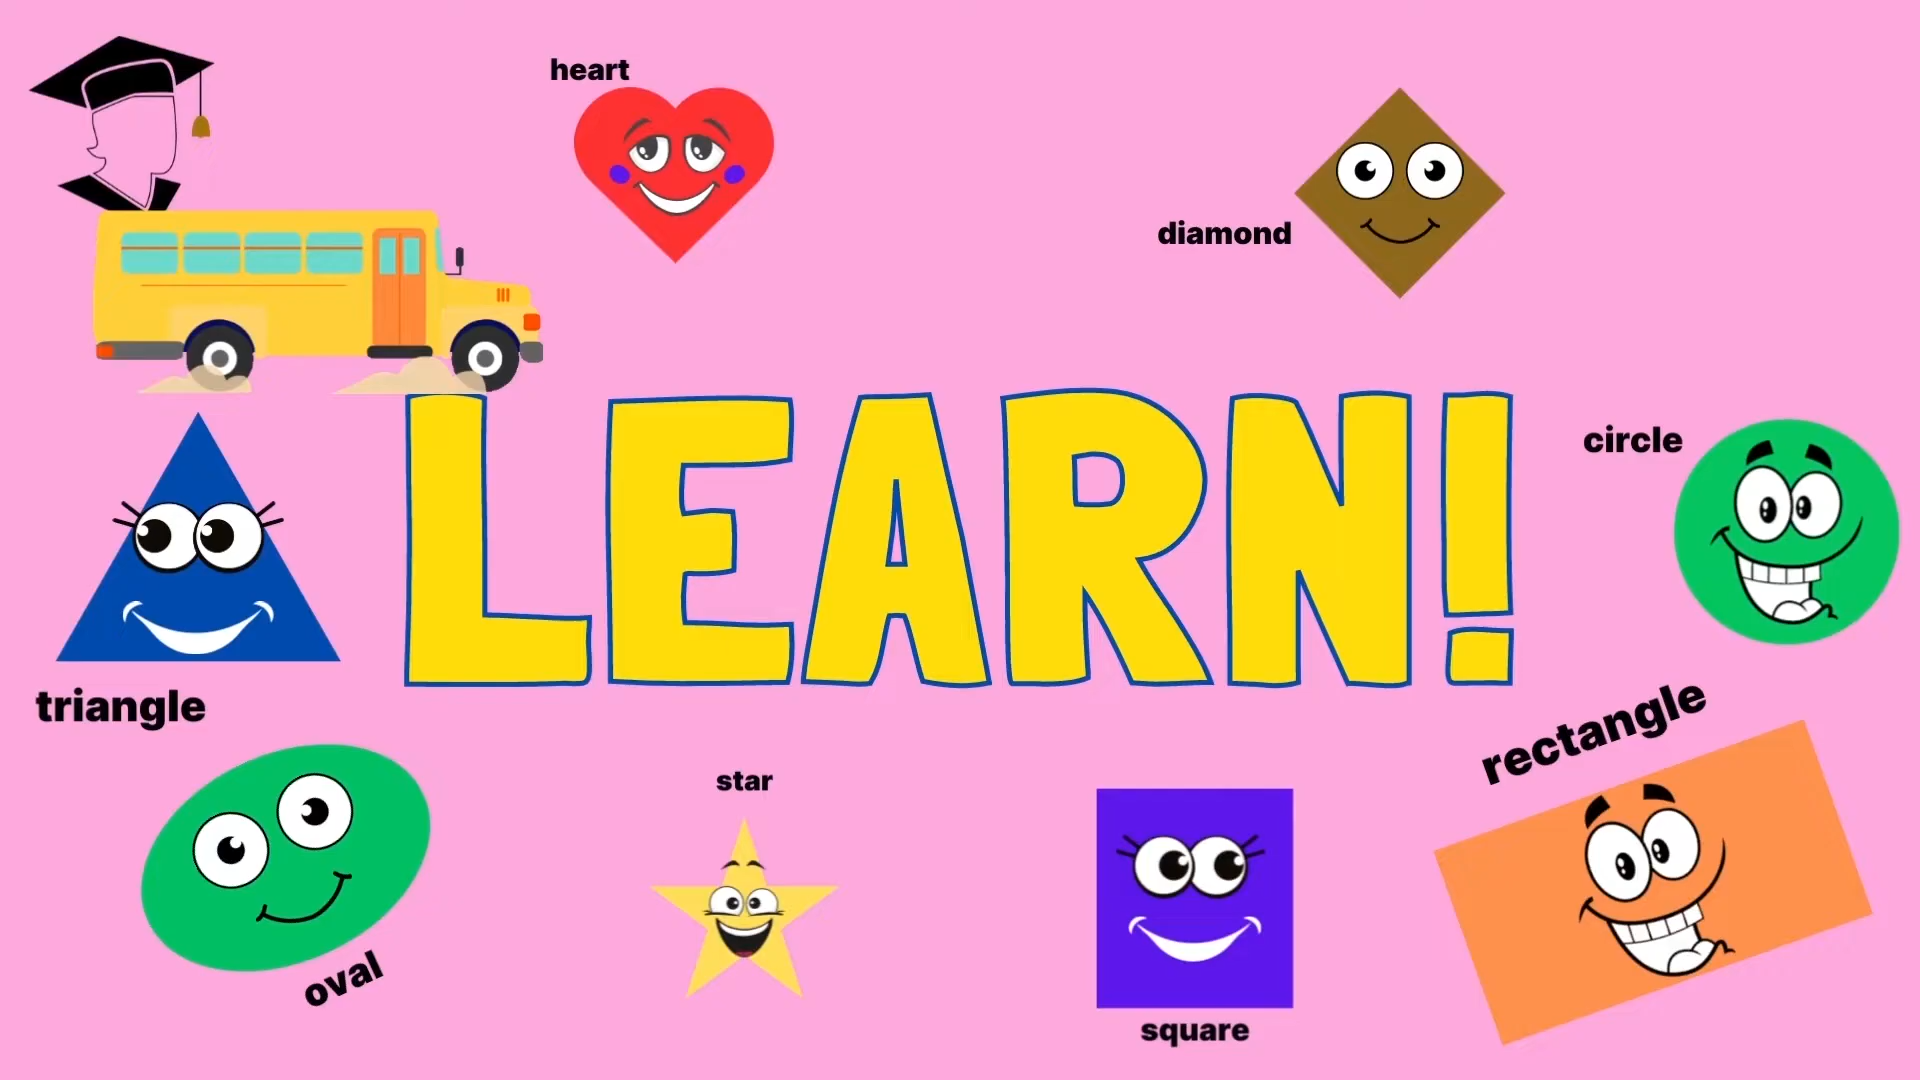 heart
diamond
LEARN!
circle
triangle
rectangle
star
oval
square